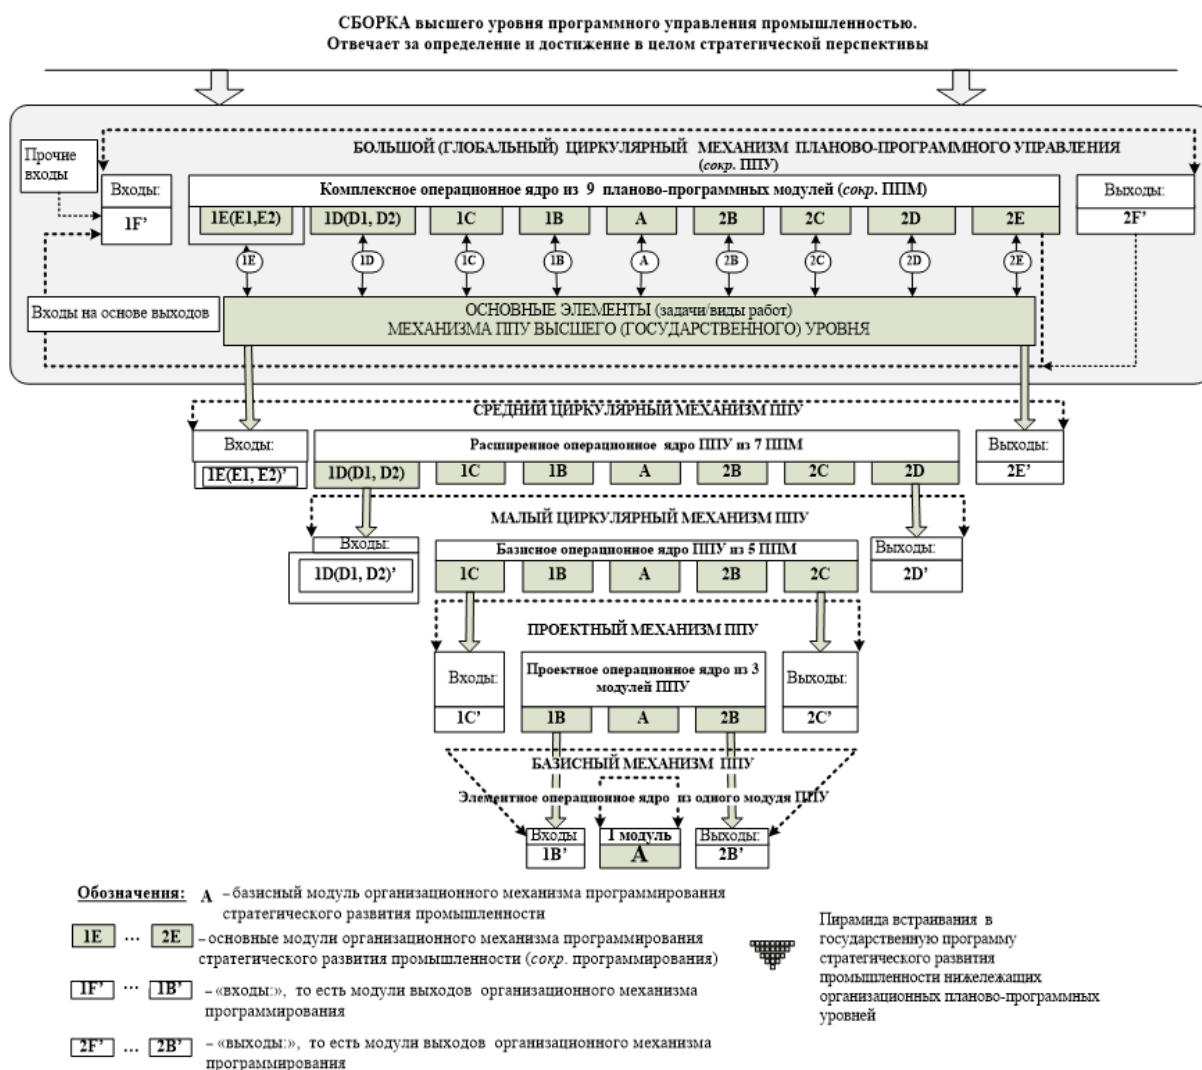 СБОРКА высшего уровня программного управления промышленностью.
Отвечает за определение и достижение в целом стратегической перспективы
БОЛЬШОЙ (ГЛОБАЛЬНЫЙ) ЦИРКУЛЯРНЫЙ МЕХАНИЗМ ПЛАНОВО-ПРОГРАММНОГО УПРАВЛЕНИЯ
(сокр. ППУ)
Прочие
входы
Входы:
1F’
Комплексное операционное ядро из 9 планово-программных модулей (сокр. ППМ)
1E(E1,E2) 1D(D1, D2) 1C 1B A 2B 2C 2D 2E
Выходы:
2F’
1E 1D 1C 1B A 2B 2C 2D 2E
Входы на основе выходов
ОСНОВНЫЕ ЭЛЕМЕНТЫ (задачи/виды работ)
МЕХАНИЗМА ППУ ВЫСШЕГО (ГОСУДАРСТВЕННОГО) УРОВНЯ
СРЕДНИЙ ЦИРКУЛЯРНЫЙ МЕХАНИЗМ ППУ
Входы:
1E(E1, E2)’
Расширенное операционное ядро ППУ из 7 ППМ
1D(D1, D2) 1C 1B A 2B 2C 2D
Выходы:
2E’
МАЛЫЙ ЦИРКУЛЯРНЫЙ МЕХАНИЗМ ППУ
Входы:
1D(D1, D2)’
Базисное операционное ядро ППУ из 5 ППМ
1C 1B A 2B 2C
Выходы:
2D’
ПРОЕКТНЫЙ МЕХАНИЗМ ППУ
Входы:
1C’
Проектное операционное ядро из 3
модулей ППУ
1B A 2B
Выходы:
2C’
БАЗИСНЫЙ МЕХАНИЗМ ППУ
Элементное операционное ядро из одного модудя ППУ
Входы
1B’
1 модуль
A
Выходы:
2B’
Обозначения: A – базисный модуль организационного механизма программирования
стратегического развития промышленности
1E ... 2E – основные модули организационного механизма программирования
стратегического развития промышленности (сокр. программирования)
1F’ ... 1B’ – «входы:», то есть модули выходов организационного механизма
программирования
2F’ ... 2B’ – «выходы:», то есть модули выходов организационного механизма
программирования
Пирамида встраивания в
государственную программу
стратегического развития
промышленности нижележащих
организационных планово-программных
уровней